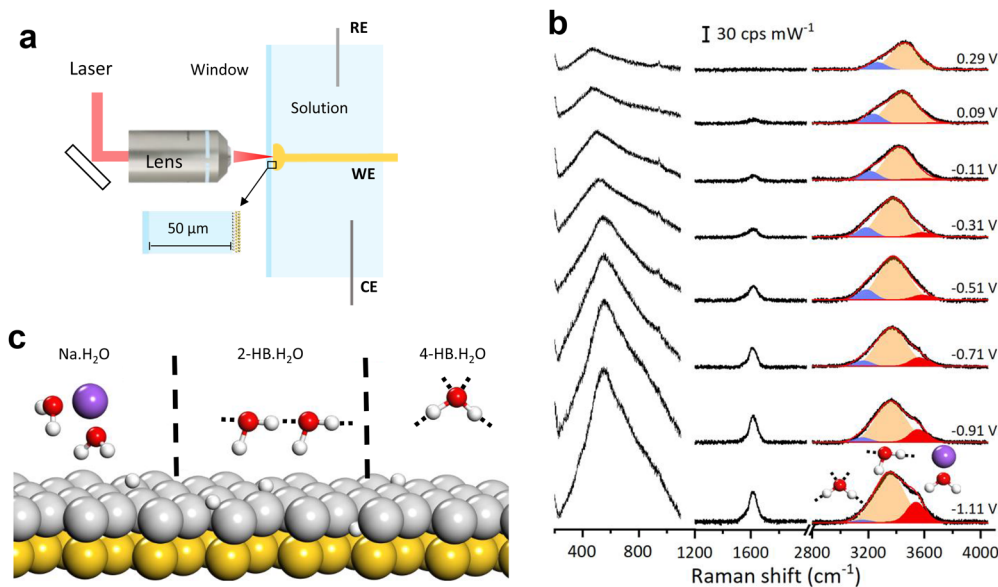 a
RE
Laser
Window
Solution
Lens
WE
50 µm
CE
b
30 cps mW⁻¹
0.29 V
0.09 V
-0.11 V
-0.31 V
-0.51 V
-0.71 V
-0.91 V
-1.11 V
400 800 1200 1600 2800 3200 3600 4000
Raman shift (cm⁻¹)
c
Na.H₂O
2-HB.H₂O
4-HB.H₂O